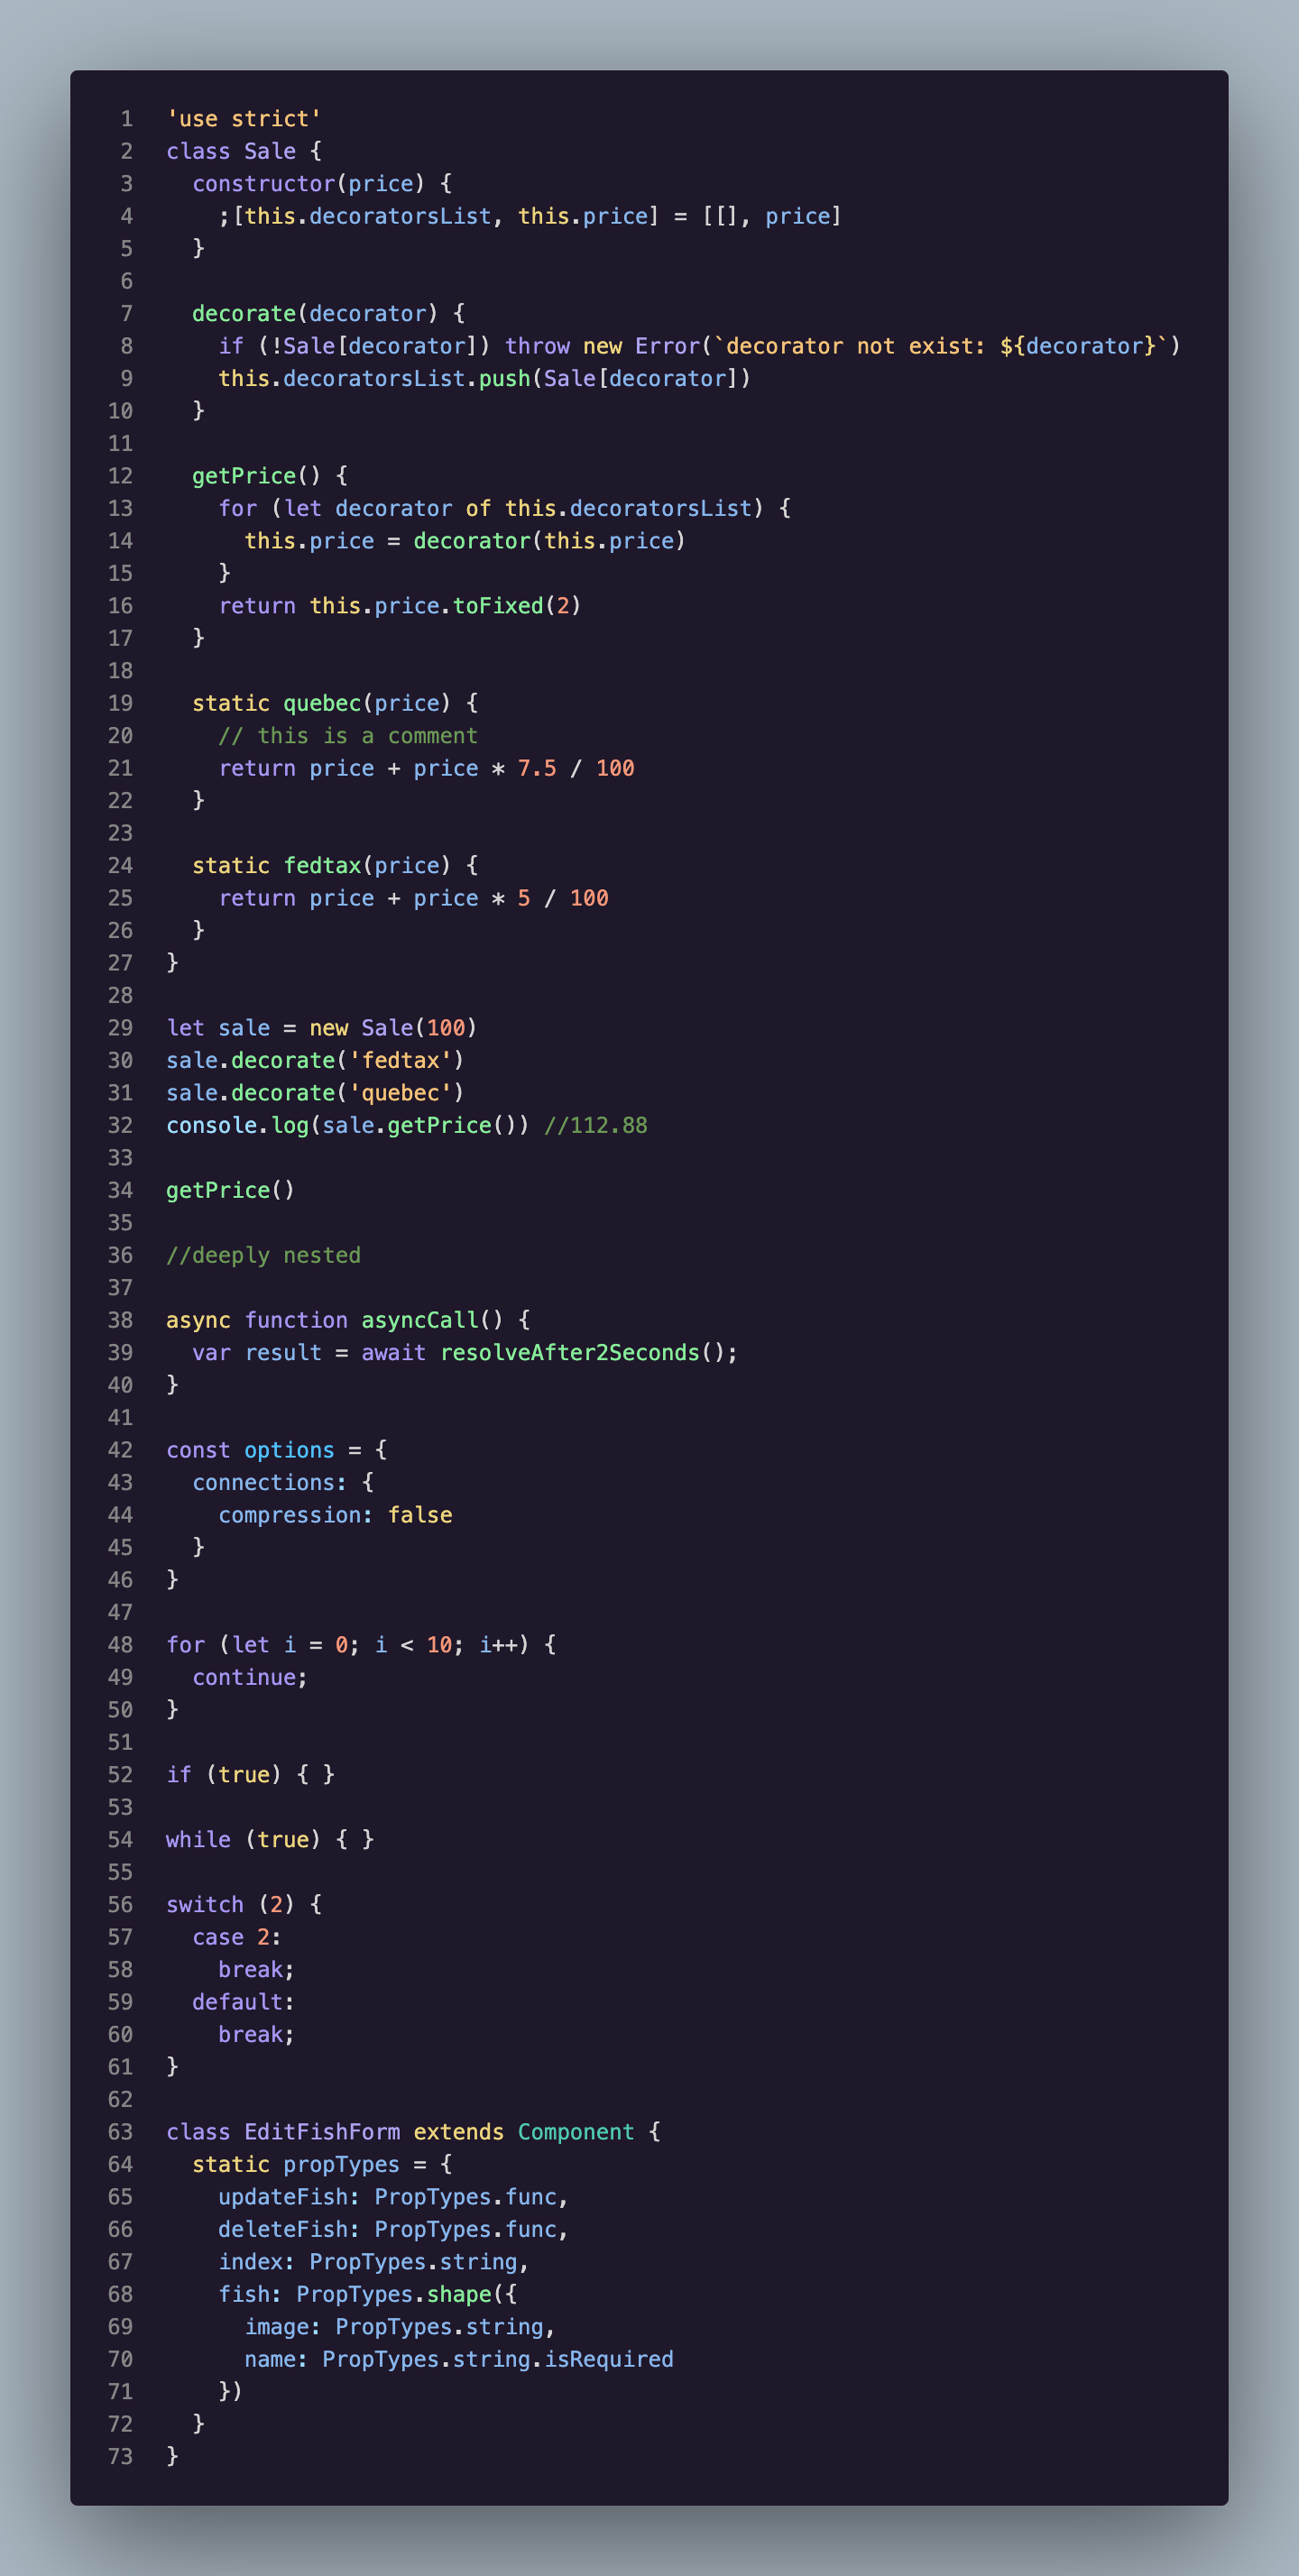 1 'use strict'
2 class Sale {
3   constructor(price) {
4     ;[this.decoratorsList, this.price] = [[], price]
5   }
6
7   decorate(decorator) {
8     if (!Sale[decorator]) throw new Error(`decorator not exist: ${decorator}`)
9     this.decoratorsList.push(Sale[decorator])
10   }
11
12   getPrice() {
13     for (let decorator of this.decoratorsList) {
14       this.price = decorator(this.price)
15     }
16     return this.price.toFixed(2)
17   }
18
19   static quebec(price) {
20     // this is a comment
21     return price + price * 7.5 / 100
22   }
23
24   static fedtax(price) {
25     return price + price * 5 / 100
26   }
27 }
28
29 let sale = new Sale(100)
30 sale.decorate('fedtax')
31 sale.decorate('quebec')
32 console.log(sale.getPrice()) //112.88
33
34 getPrice()
35
36 //deeply nested
37
38 async function asyncCall() {
39   var result = await resolveAfter2Seconds();
40 }
41
42 const options = {
43   connections: {
44     compression: false
45   }
46 }
47
48 for (let i = 0; i < 10; i++) {
49   continue;
50 }
51
52 if (true) { }
53
54 while (true) { }
55
56 switch (2) {
57   case 2:
58     break;
59   default:
60     break;
61 }
62
63 class EditFishForm extends Component {
64   static propTypes = {
65     updateFish: PropTypes.func,
66     deleteFish: PropTypes.func,
67     index: PropTypes.string,
68     fish: PropTypes.shape({
69       image: PropTypes.string,
70       name: PropTypes.string.isRequired
71     })
72   }
73 }